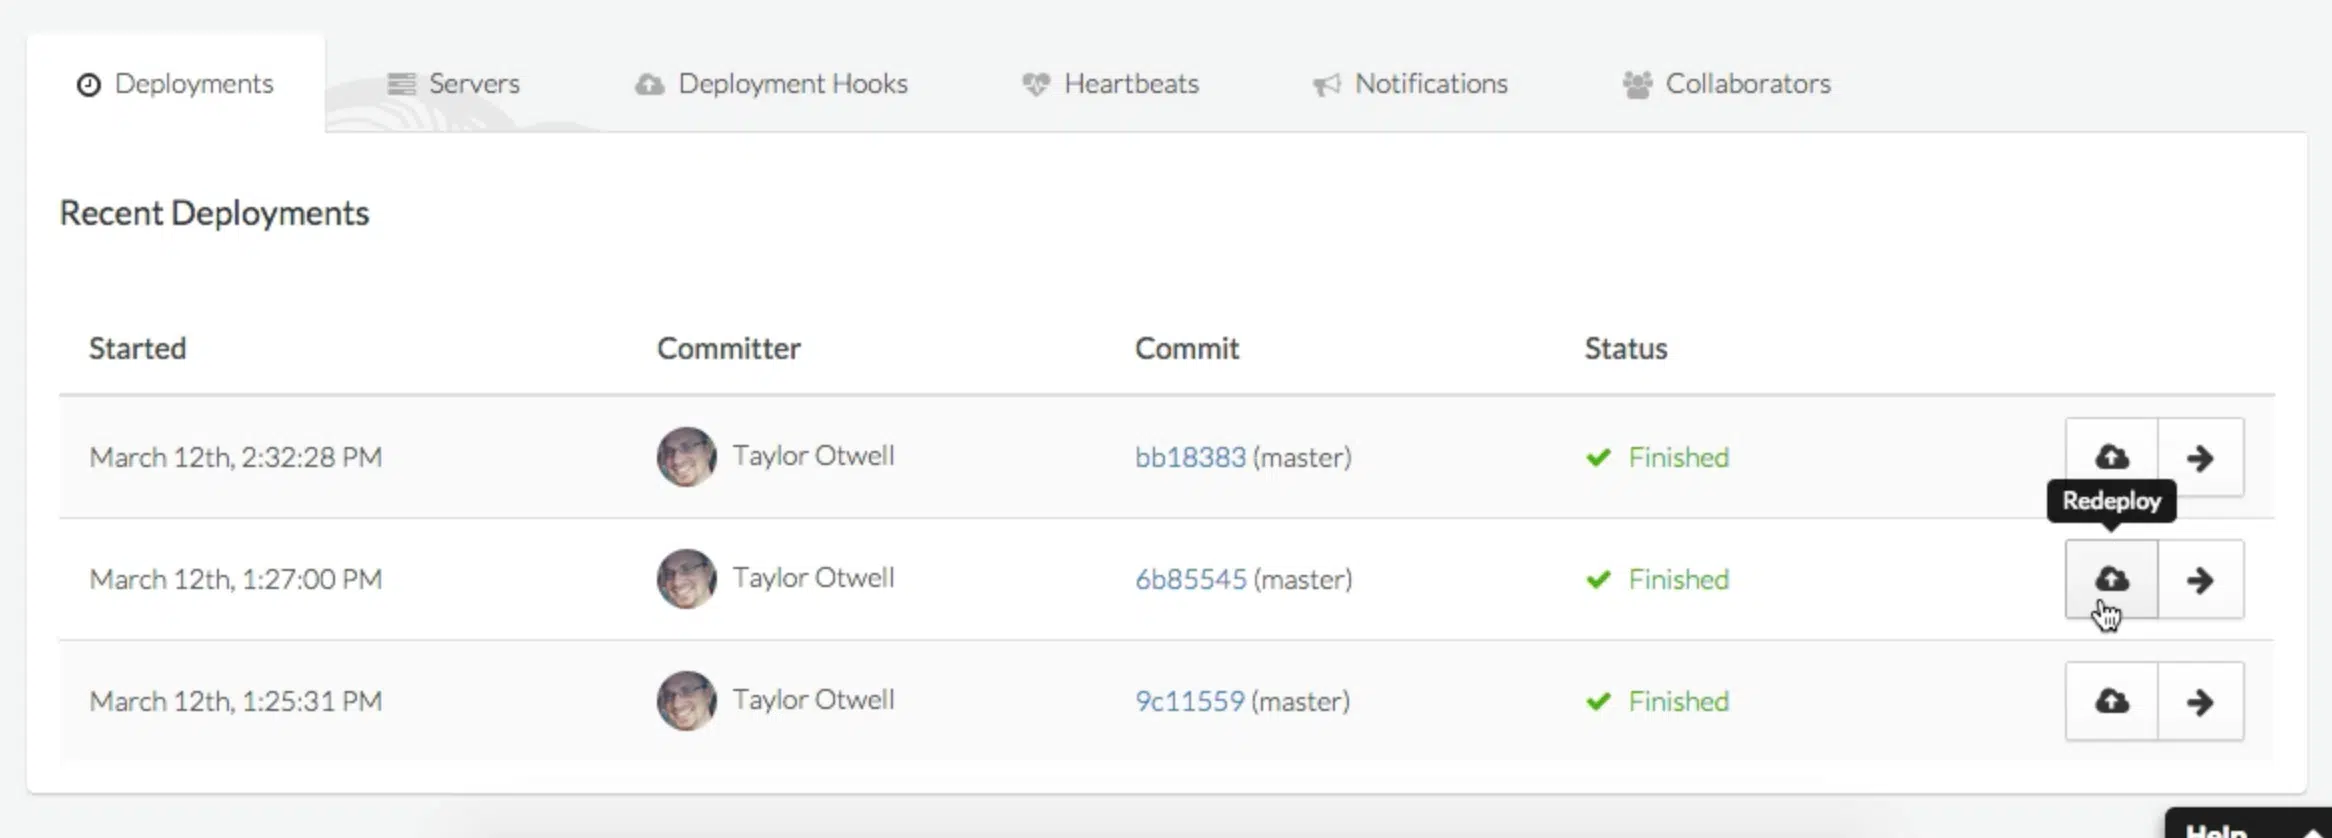 Deployments
Servers
Deployment Hooks
Heartbeats
Notifications
Collaborators
Recent Deployments
Started Committer Commit Status
March 12th, 2:32:28 PM Taylor Otwell bb18383 (master) Finished
Redeploy
March 12th, 1:27:00 PM Taylor Otwell 6b85545 (master) Finished
March 12th, 1:25:31 PM Taylor Otwell 9c11559 (master) Finished
Help